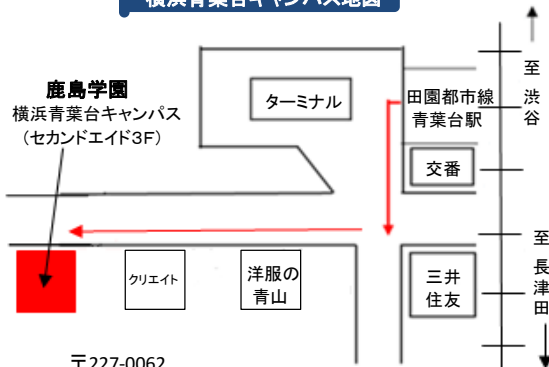 横浜青葉台キャンパス地図
鹿島学園
横浜青葉台キャンパス
（セカンドエイド3F）
ターミナル
田園都市線
青葉台駅
至渋谷
交番
至長津田
クリエイト
洋服の
青山
三井
住友
〒227-0062